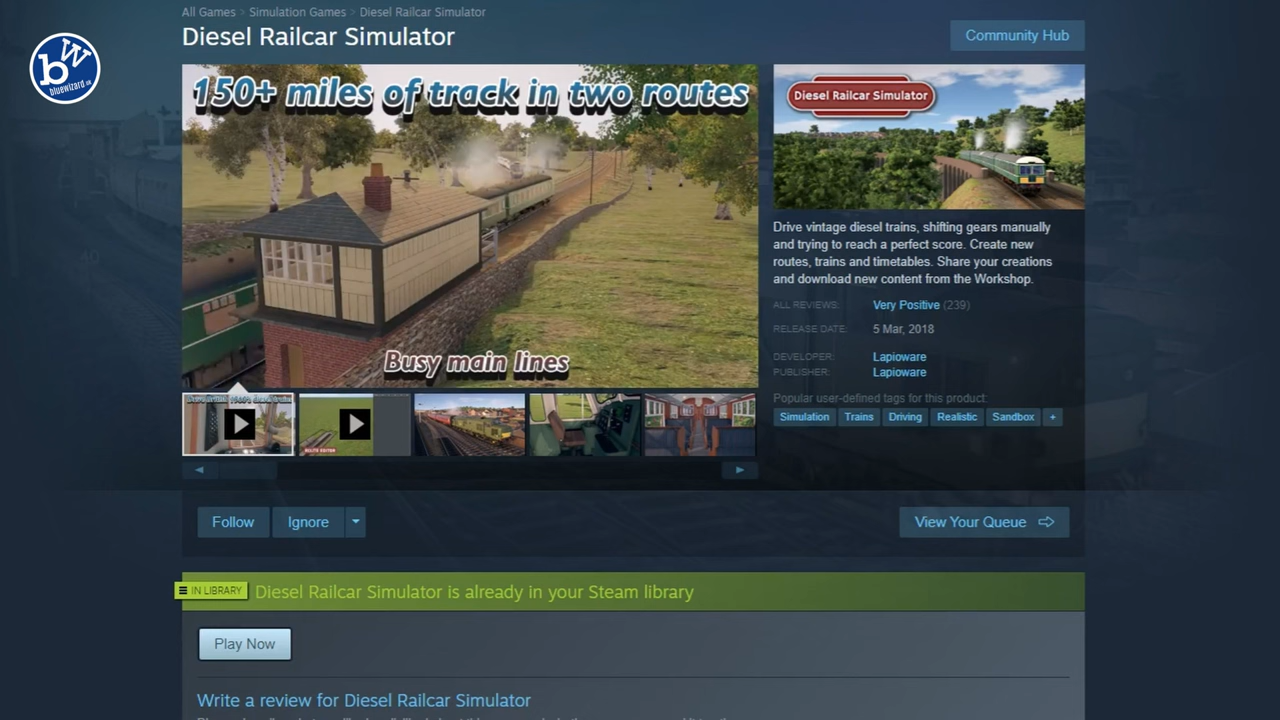 All Games > Simulation Games > Diesel Railcar Simulator
Diesel Railcar Simulator
Community Hub
bw
bluewizard
150+ miles of track in two routes
Busy main lines
Diesel Railcar Simulator
Drive vintage diesel trains, shifting gears manually
and trying to reach a perfect score. Create new
routes, trains and timetables. Share your creations
and download new content from the Workshop.
ALL REVIEWS: Very Positive (239)
RELEASE DATE: 5 Mar, 2018
DEVELOPER: Lapioware
PUBLISHER: Lapioware
Popular user-defined tags for this product:
Simulation Trains Driving Realistic Sandbox +
ROUTE EDITOR
Follow Ignore
View Your Queue
IN LIBRARY
Diesel Railcar Simulator is already in your Steam library
Play Now
Write a review for Diesel Railcar Simulator